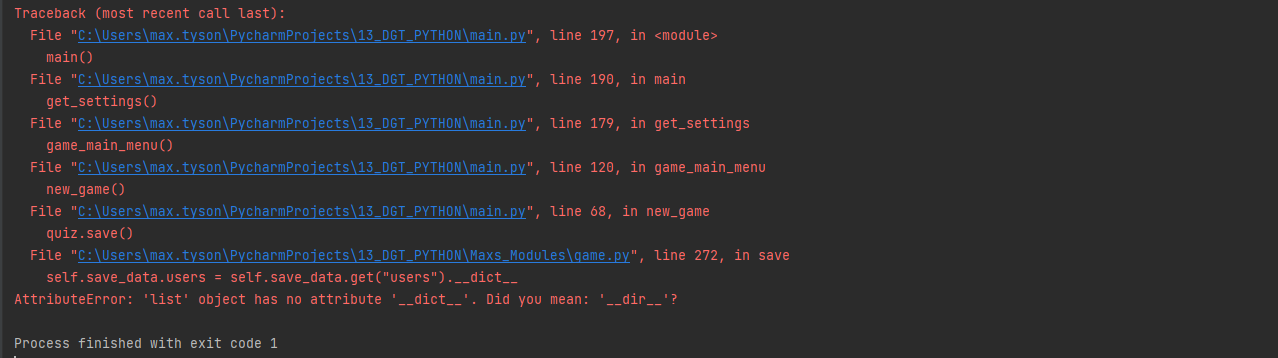 Traceback (most recent call last):
File "C:\Users\max.tyson\PycharmProjects\13_DGT_PYTHON\main.py", line 197, in <module>
main()
File "C:\Users\max.tyson\PycharmProjects\13_DGT_PYTHON\main.py", line 190, in main
get_settings()
File "C:\Users\max.tyson\PycharmProjects\13_DGT_PYTHON\main.py", line 179, in get_settings
game_main_menu()
File "C:\Users\max.tyson\PycharmProjects\13_DGT_PYTHON\main.py", line 120, in game_main_menu
new_game()
File "C:\Users\max.tyson\PycharmProjects\13_DGT_PYTHON\main.py", line 68, in new_game
quiz.save()
File "C:\Users\max.tyson\PycharmProjects\13_DGT_PYTHON\Maxs_Modules\game.py", line 272, in save
self.save_data.users = self.save_data.get("users").__dict__
AttributeError: 'list' object has no attribute '__dict__'. Did you mean: '__dir__'?
Process finished with exit code 1